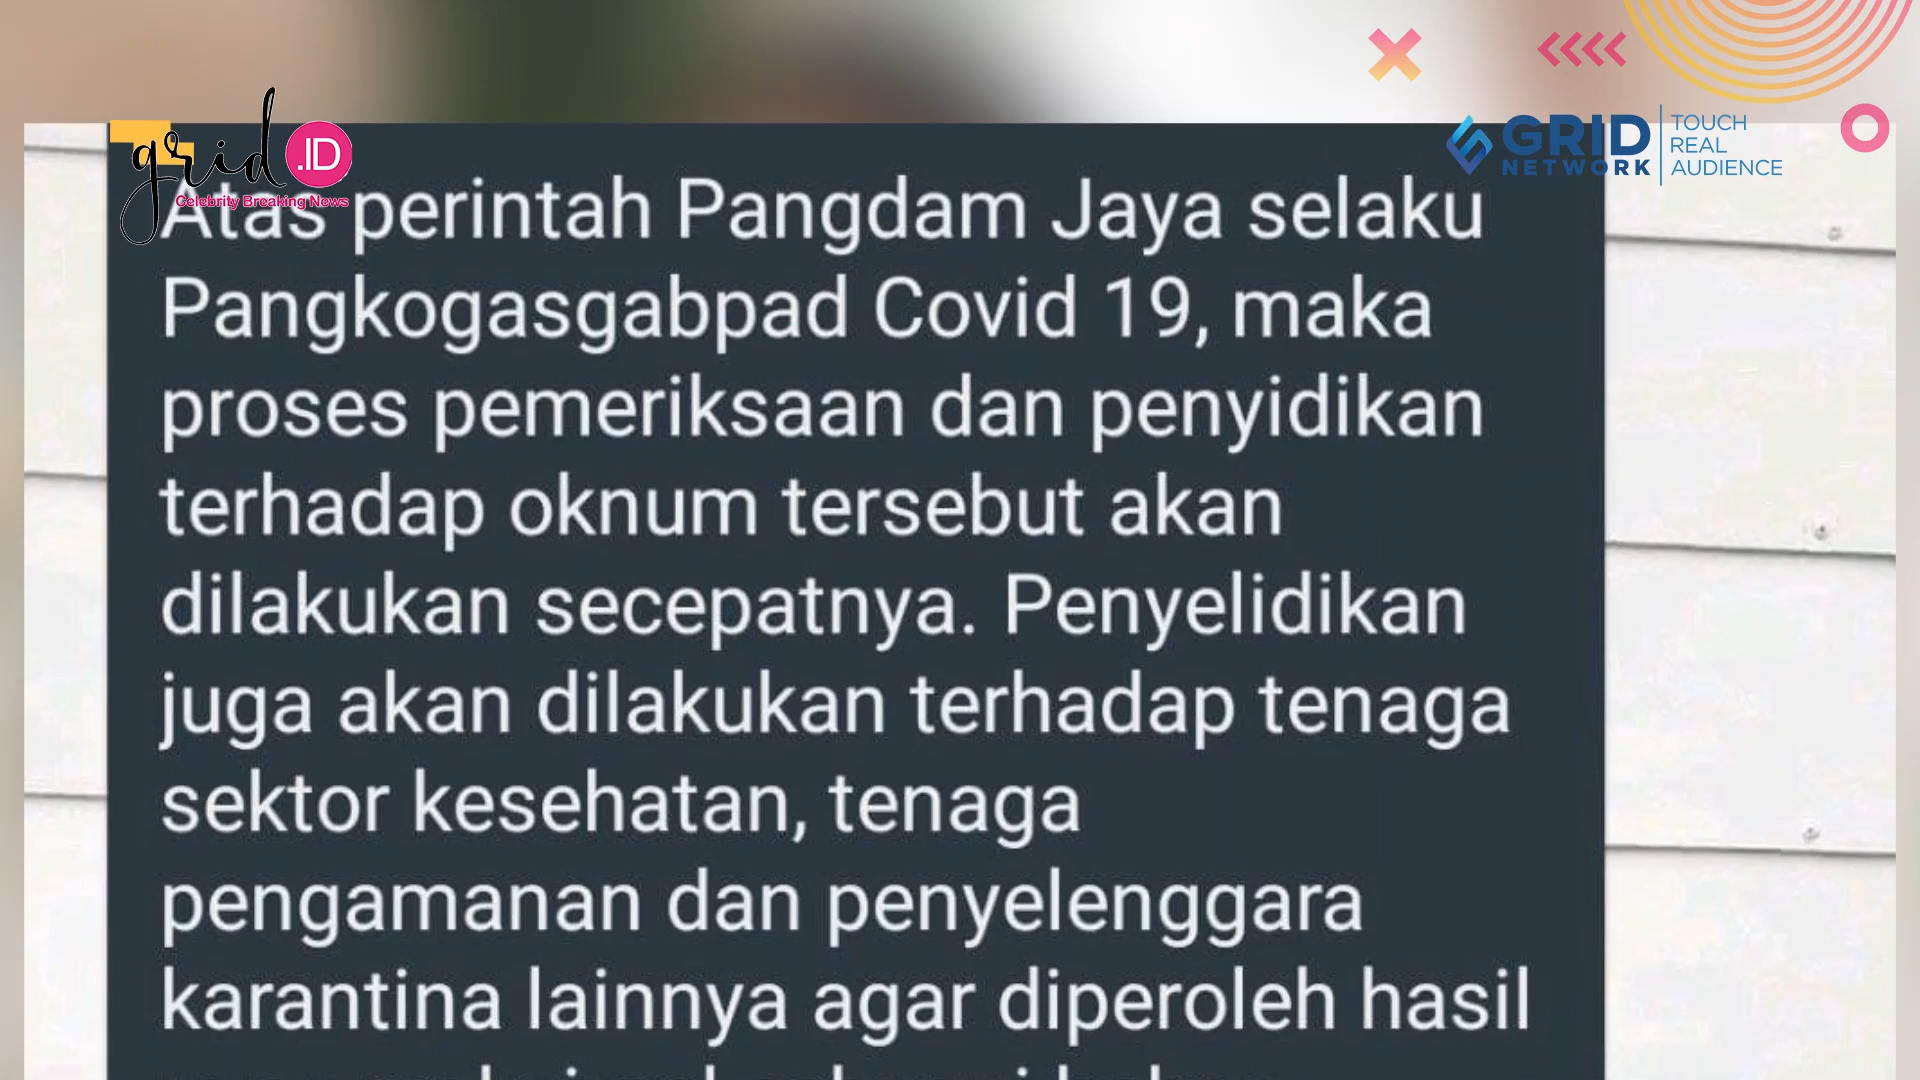 grid .ID
Celebrity Breaking News
GRID NETWORK
TOUCH
REAL
AUDIENCE
Atas perintah Pangdam Jaya selaku
Pangkogasgabpad Covid 19, maka
proses pemeriksaan dan penyidikan
terhadap oknum tersebut akan
dilakukan secepatnya. Penyelidikan
juga akan dilakukan terhadap tenaga
sektor kesehatan, tenaga
pengamanan dan penyelenggara
karantina lainnya agar diperoleh hasil